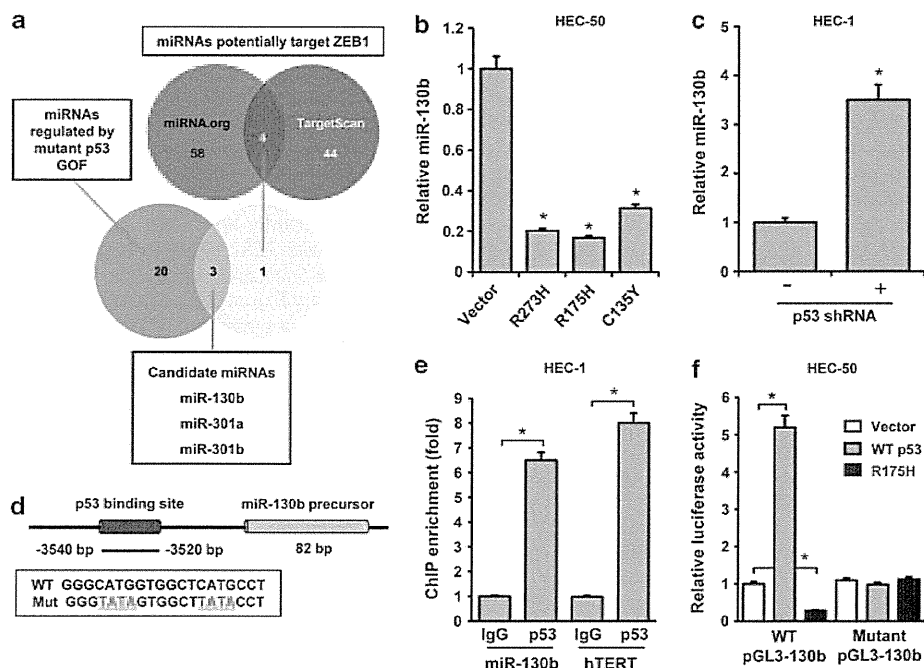 a
miRNAs potentially target ZEB1
miRNA.org
58
4
TargetScan
44
miRNAs
regulated by
mutant p53
GOF
20
3
1
Candidate miRNAs
miR-130b
miR-301a
miR-301b
b
HEC-50
Relative miR-130b
1.2
1
0.8
0.6
0.4
0.2
0
*
*
*
Vector
R273H
R175H
C135Y
c
HEC-1
Relative miR-130b
5
4
3
2
1
0
*
− +
p53 shRNA
d
p53 binding site
miR-130b precursor
-3540 bp
-3520 bp
82 bp
WT GGGCATGGTGGCTCATGCCT
Mut GGGTATAGTGGCTTATACCT
e
HEC-1
ChIP enrichment (fold)
9
8
7
6
5
4
3
2
1
0
*
*
IgG p53 IgG p53
miR-130b hTERT
f
HEC-50
Relative luciferase activity
6
5
4
3
2
1
0
*
*
Vector
WT p53
R175H
WT
pGL3-130b
Mutant
pGL3-130b